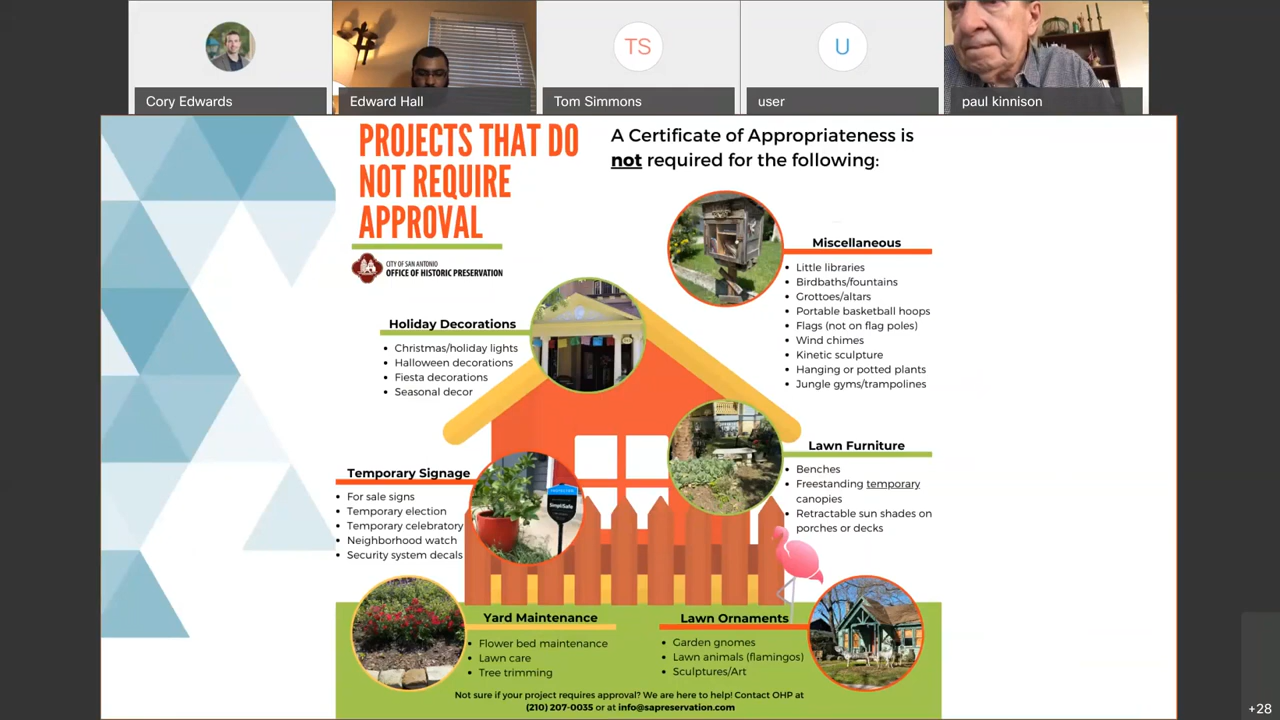 TS
U
Cory Edwards
Edward Hall
Tom Simmons
user
paul kinnison
PROJECTS THAT DO
NOT REQUIRE
APPROVAL
CITY OF SAN ANTONIO
OFFICE OF HISTORIC PRESERVATION
A Certificate of Appropriateness is
not required for the following:
Miscellaneous
• Little libraries
• Birdbaths/fountains
• Grottoes/altars
• Portable basketball hoops
• Flags (not on flag poles)
• Wind chimes
• Kinetic sculpture
• Hanging or potted plants
• Jungle gyms/trampolines
Holiday Decorations
• Christmas/holiday lights
• Halloween decorations
• Fiesta decorations
• Seasonal decor
Lawn Furniture
• Benches
• Freestanding temporary
canopies
• Retractable sun shades on
porches or decks
Temporary Signage
• For sale signs
• Temporary election
• Temporary celebratory
• Neighborhood watch
• Security system decals
SimpliSafe
Yard Maintenance
• Flower bed maintenance
• Lawn care
• Tree trimming
Lawn Ornaments
• Garden gnomes
• Lawn animals (flamingos)
• Sculptures/Art
Not sure if your project requires approval? We are here to help! Contact OHP at
(210) 207-0035 or at info@sapreservation.com
+28